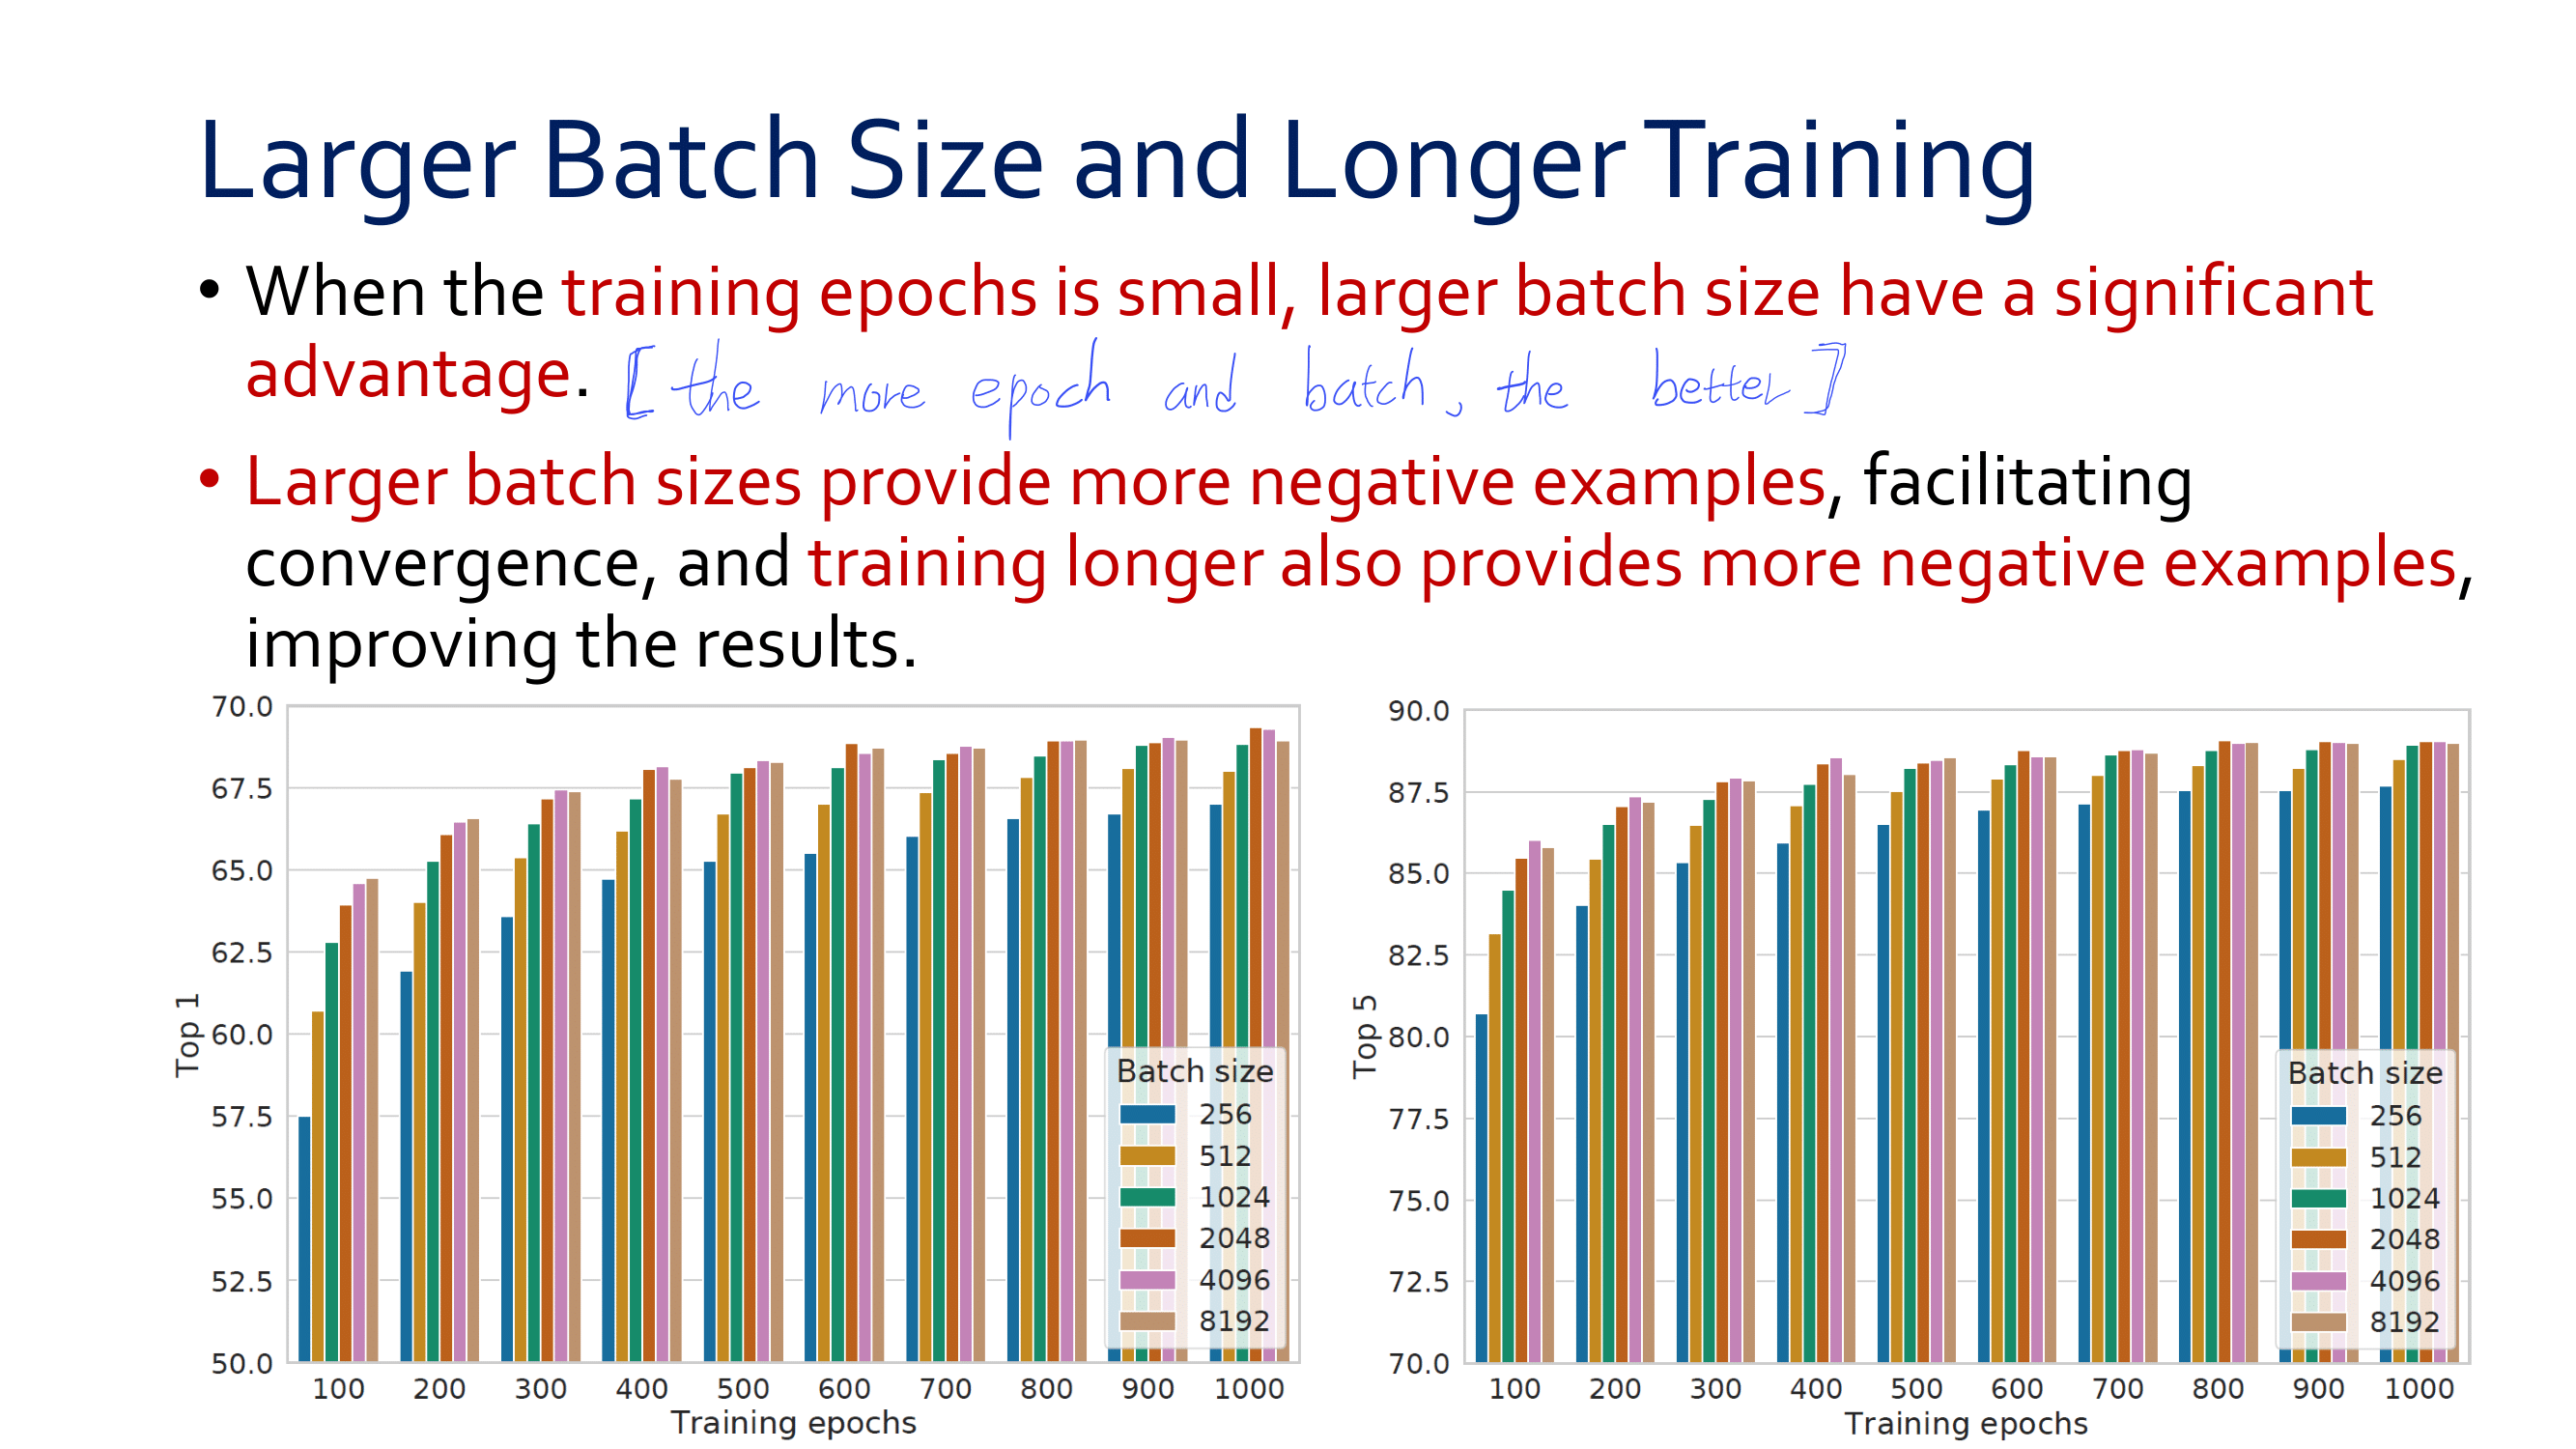 Larger Batch Size and Longer Training
• When the training epochs is small, larger batch size have a significant
advantage. [the more epoch and batch, the better]
• Larger batch sizes provide more negative examples, facilitating
convergence, and training longer also provides more negative examples,
improving the results.
70.0
67.5
65.0
62.5
60.0
57.5
55.0
52.5
50.0
Top 1
100 200 300 400 500 600 700 800 900 1000
Training epochs
Batch size
256
512
1024
2048
4096
8192
90.0
87.5
85.0
82.5
80.0
77.5
75.0
72.5
70.0
Top 5
100 200 300 400 500 600 700 800 900 1000
Training epochs
Batch size
256
512
1024
2048
4096
8192